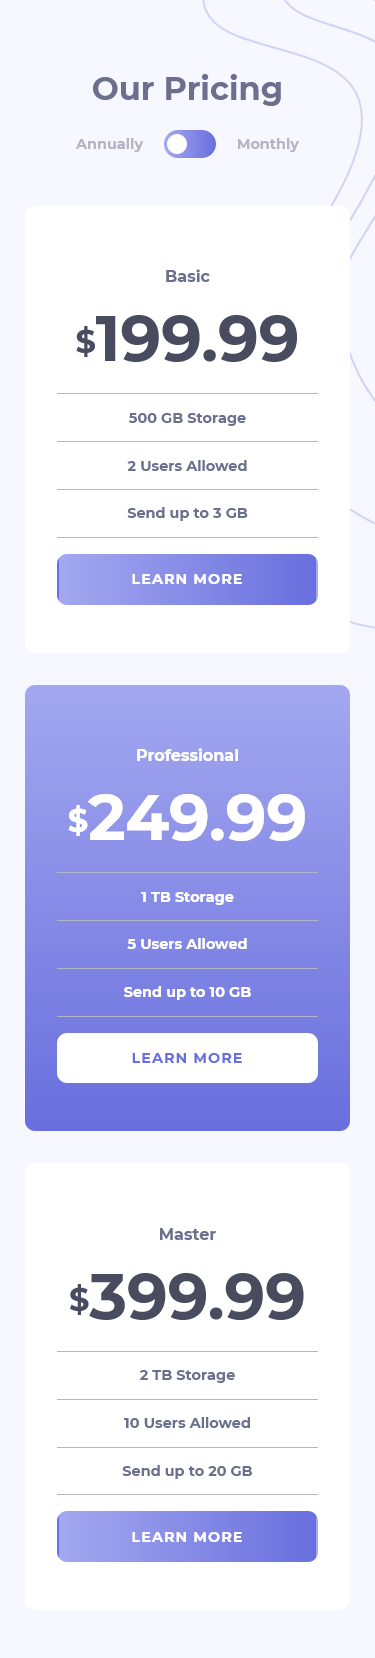 Our Pricing
Annually Monthly
Basic
$199.99
500 GB Storage
2 Users Allowed
Send up to 3 GB
LEARN MORE
Professional
$249.99
1 TB Storage
5 Users Allowed
Send up to 10 GB
LEARN MORE
Master
$399.99
2 TB Storage
10 Users Allowed
Send up to 20 GB
LEARN MORE